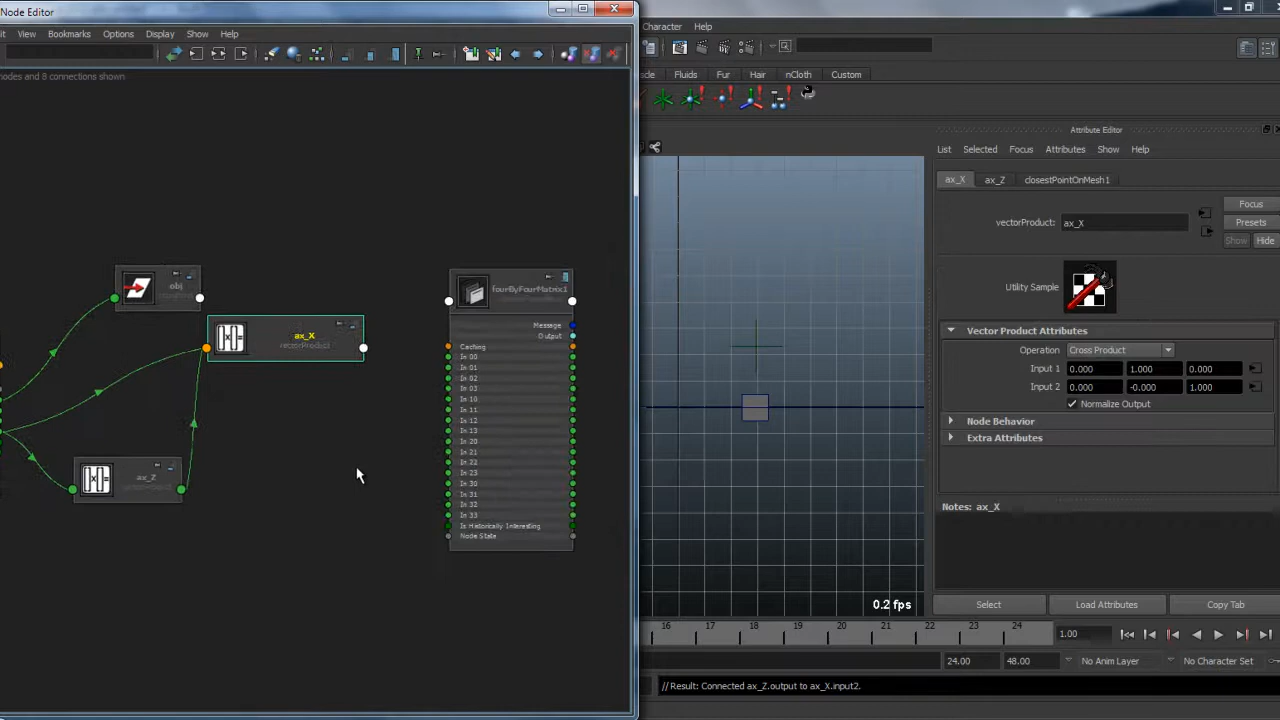 Node Editor
it View Bookmarks Options Display Show Help
nodes and 8 connections shown
obj
ax_X
vectorProduct
ax_Z
fourByFourMatrix1
Message
Output
Caching
In 00
In 01
In 02
In 03
In 10
In 11
In 12
In 13
In 20
In 21
In 22
In 23
In 30
In 31
In 32
In 33
Is Historically Interesting
Node State
Character Help
Fluids Fur Hair nCloth Custom
0.2 fps
Attribute Editor
List Selected Focus Attributes Show Help
ax_X ax_Z closestPointOnMesh1
vectorProduct: ax_X
Focus
Presets
Show Hide
Utility Sample
Vector Product Attributes
Operation Cross Product
Input 1 0.000 1.000 0.000
Input 2 0.000 -0.000 1.000
Normalize Output
Node Behavior
Extra Attributes
Notes: ax_X
Select Load Attributes Copy Tab
16 17 18 19 20 21 22 23 24 1.00
24.00 48.00 No Anim Layer No Character Set
// Result: Connected ax_Z.output to ax_X.input2.